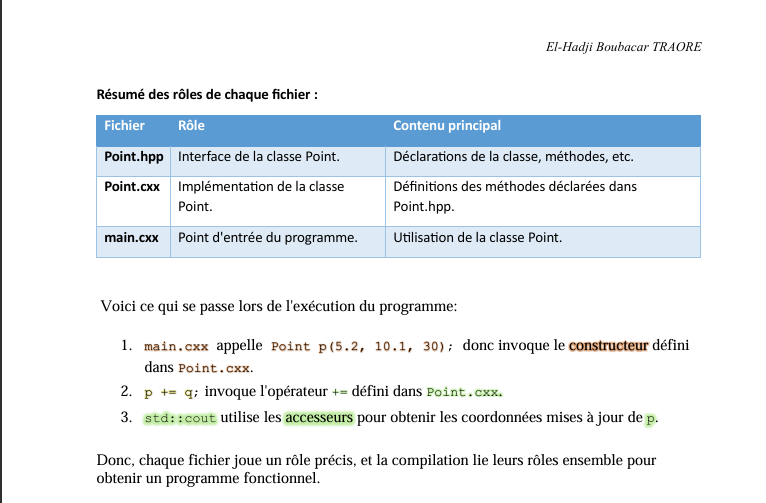 El-Hadji Boubacar TRAORE
Résumé des rôles de chaque fichier :
Fichier Rôle Contenu principal
Point.hpp Interface de la classe Point. Déclarations de la classe, méthodes, etc.
Point.cxx Implémentation de la classe Définitions des méthodes déclarées dans
Point. Point.hpp.
main.cxx Point d'entrée du programme. Utilisation de la classe Point.
Voici ce qui se passe lors de l'exécution du programme:
1. main.cxx appelle Point p(5.2, 10.1, 30); donc invoque le constructeur défini
dans Point.cxx.
2. p += q; invoque l'opérateur += défini dans Point.cxx.
3. std::cout utilise les accesseurs pour obtenir les coordonnées mises à jour de p.
Donc, chaque fichier joue un rôle précis, et la compilation lie leurs rôles ensemble pour
obtenir un programme fonctionnel.